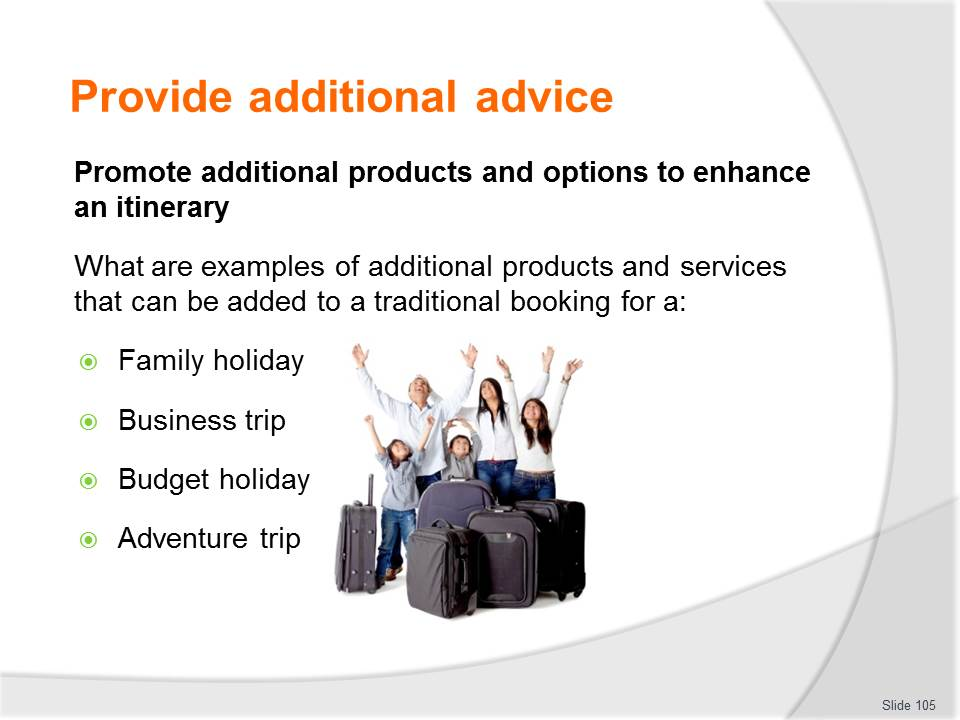 Provide additional advice
Promote additional products and options to enhance
an itinerary
What are examples of additional products and services
that can be added to a traditional booking for a:
Family holiday
Business trip
Budget holiday
Adventure trip
Slide 105